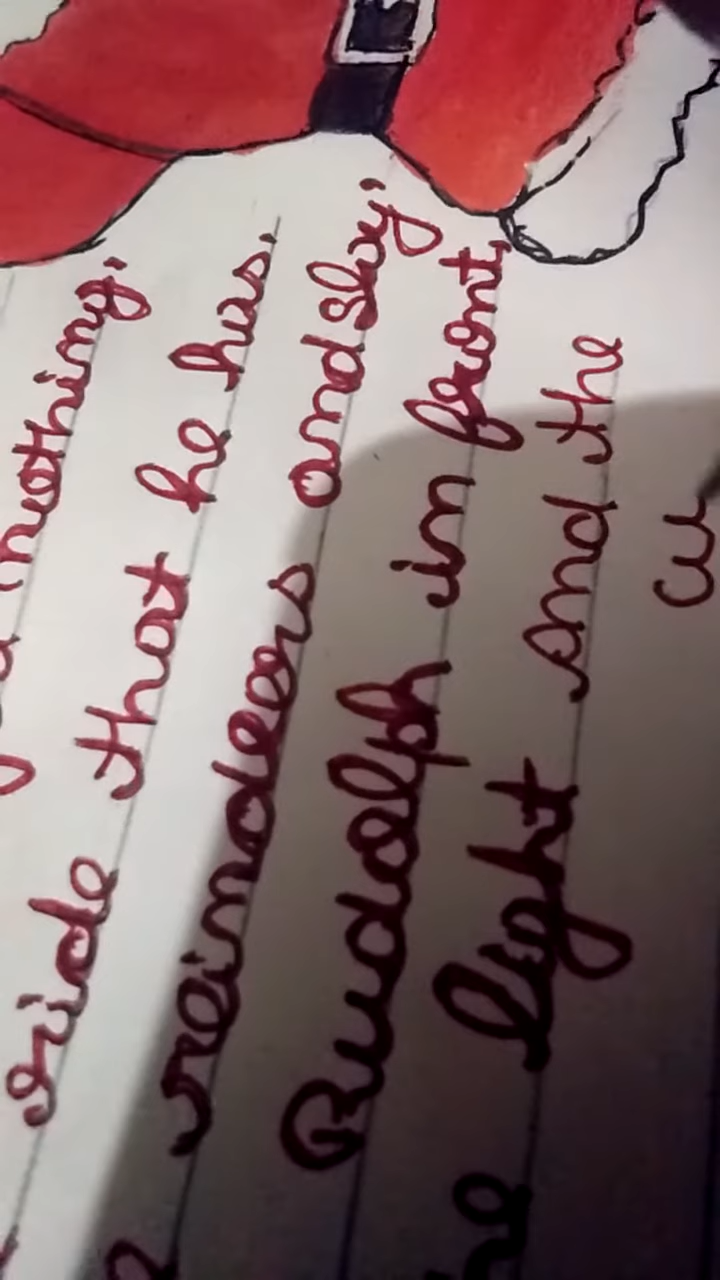 nothing,
ride that he has,
reindeers and sky,
Rudolph in front,
light and the